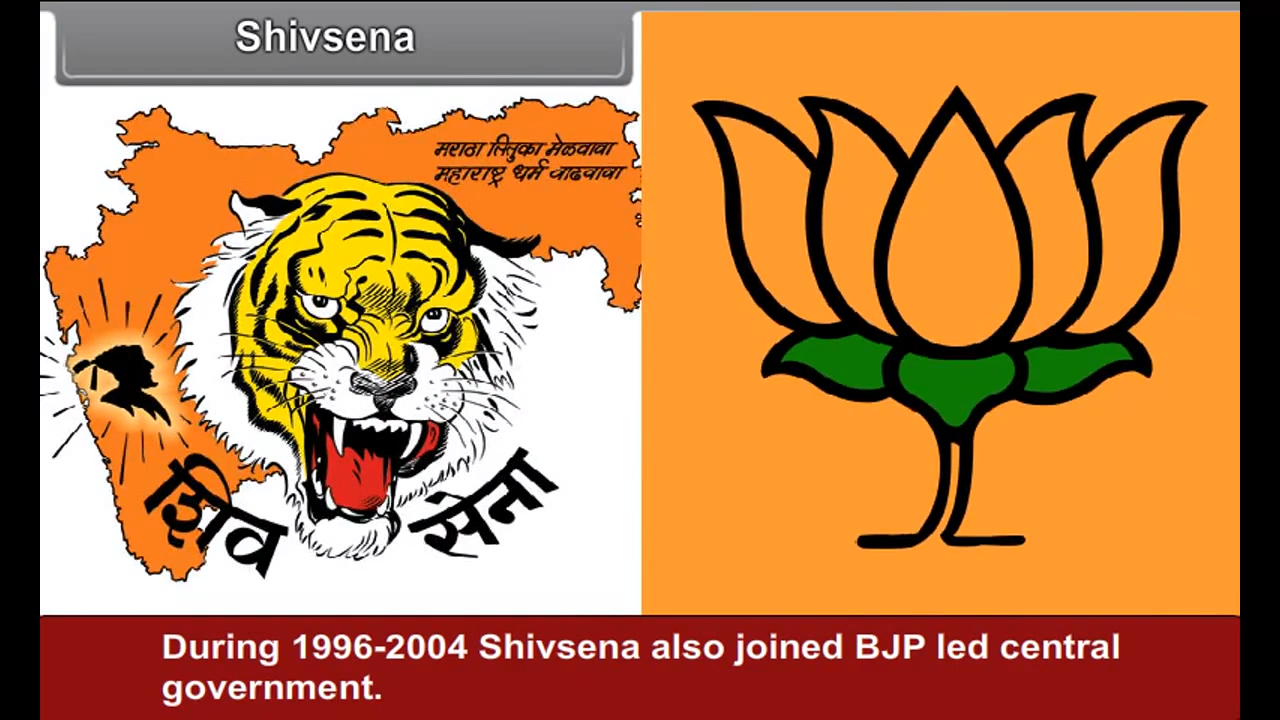 Shivsena
मराठा तितुका मेळवावा
महाराष्ट्र धर्म वाढवावा
शिव सेना
During 1996-2004 Shivsena also joined BJP led central
government.